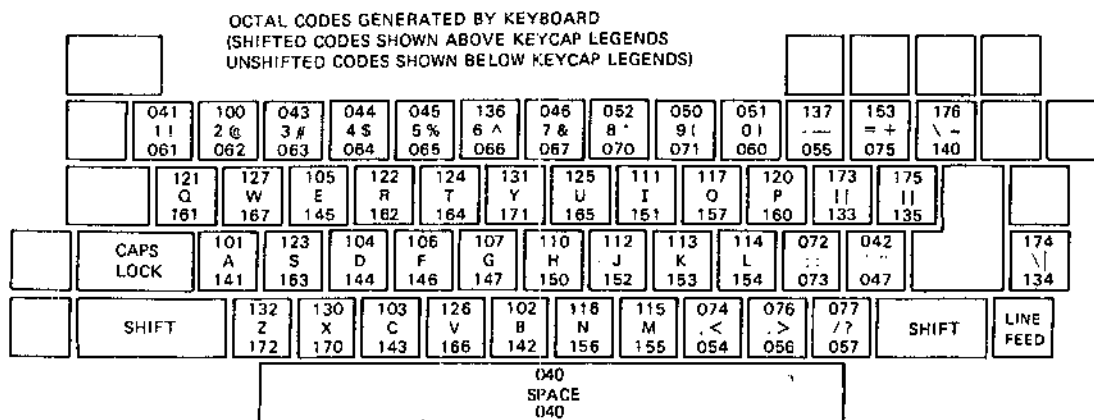 OCTAL CODES GENERATED BY KEYBOARD
(SHIFTED CODES SHOWN ABOVE KEYCAP LEGENDS
UNSHIFTED CODES SHOWN BELOW KEYCAP LEGENDS)
041 100 043 044 045 136 046 052 050 051 137 153 176
1 ! 2 @ 3 # 4 $ 5 % 6 ^ 7 & 8 * 9 ( 0 ) - — = +
061 062 063 064 065 066 067 070 071 060 055 075 140
121 127 105 122 124 131 125 111 117 120 173 175
Q W E R T Y U I O P
161 167 145 162 164 171 165 151 157 160 133 135
101 123 104 106 107 110 112 113 114 072 042 174
CAPS LOCK A S D F G H J K L ; : ' "
141 163 144 146 147 150 152 153 154 073 047 134
132 130 103 126 102 116 115 074 076 077
SHIFT Z X C V B N M , < . > / ? SHIFT LINE FEED
172 170 143 166 142 156 155 054 056 057
040
SPACE
040